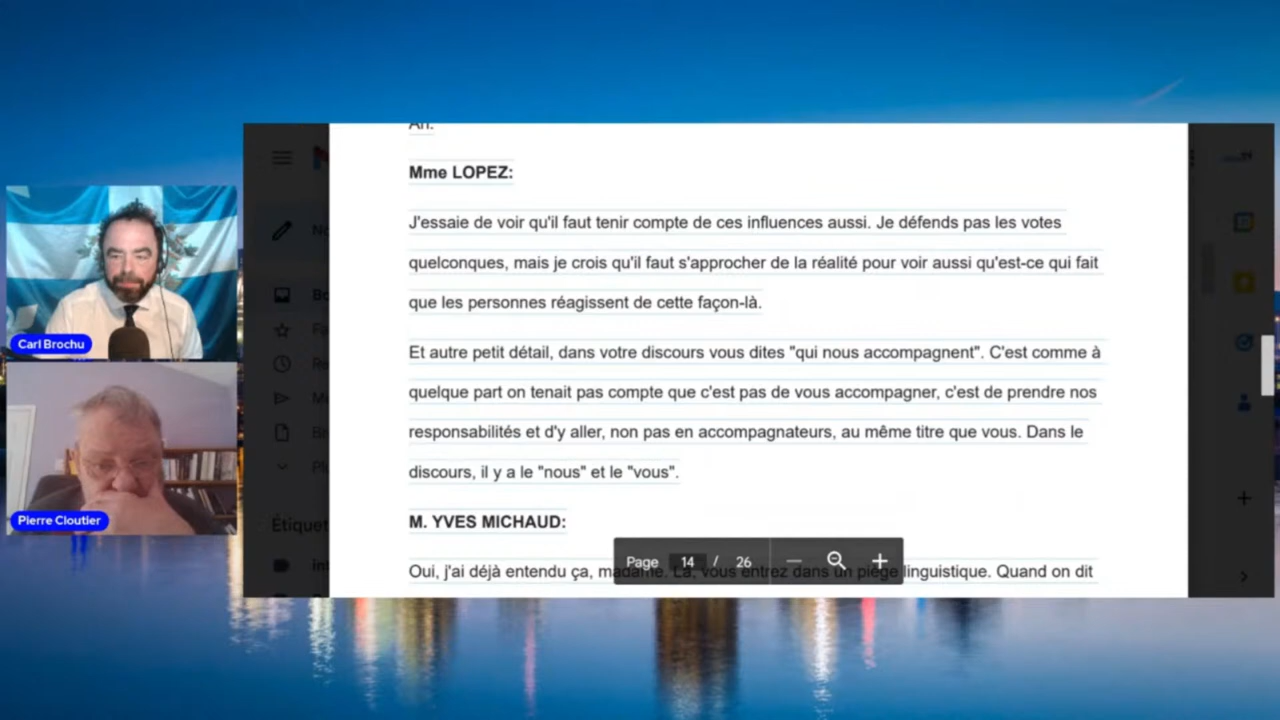 An.
Mme LOPEZ:
J'essaie de voir qu'il faut tenir compte de ces influences aussi. Je défends pas les votes
quelconques, mais je crois qu'il faut s'approcher de la réalité pour voir aussi qu'est-ce qui fait
que les personnes réagissent de cette façon-là.
Et autre petit détail, dans votre discours vous dites "qui nous accompagnent". C'est comme à
quelque part on tenait pas compte que c'est pas de vous accompagner, c'est de prendre nos
responsabilités et d'y aller, non pas en accompagnateurs, au même titre que vous. Dans le
discours, il y a le "nous" et le "vous".
M. YVES MICHAUD:
Oui, j'ai déjà entendu ça, madame. Là, vous entrez dans un piège linguistique. Quand on dit
Page 14 / 26
Carl Brochu
Pierre Cloutier
Étiquet